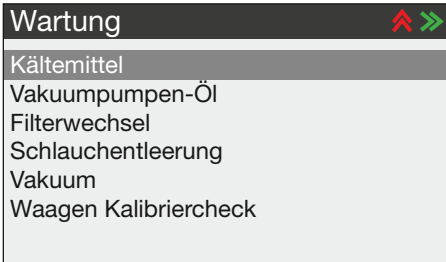 Wartung
Kältemittel
Vakuumpumpen-Öl
Filterwechsel
Schlauchentleerung
Vakuum
Waagen Kalibriercheck